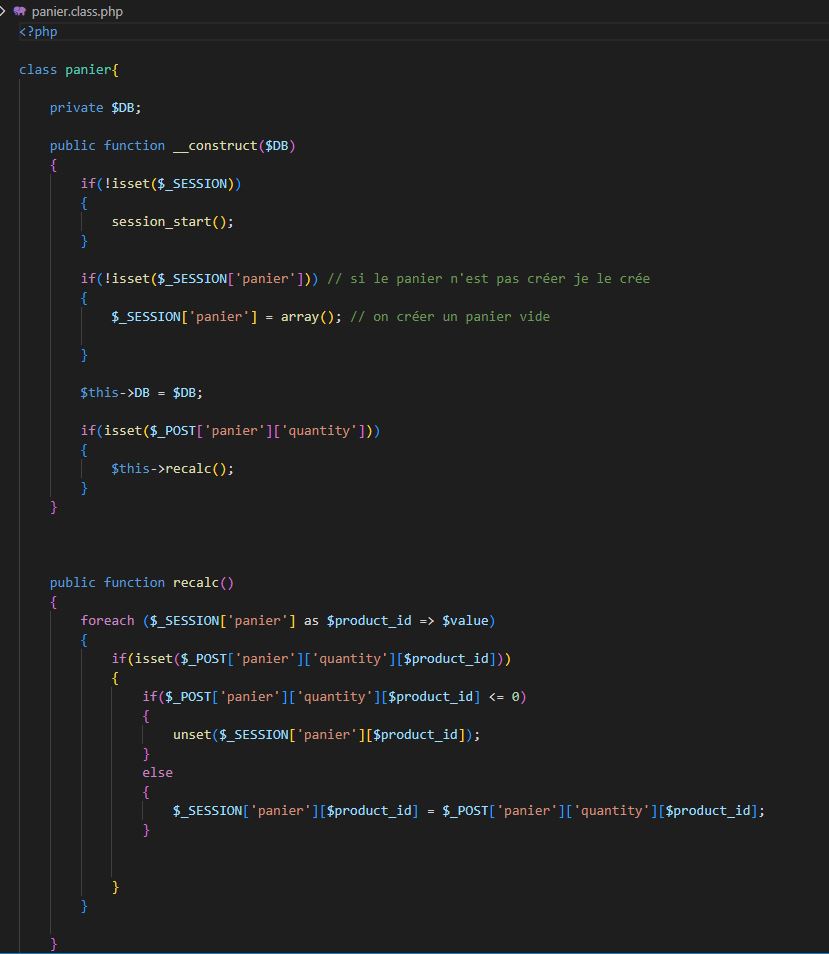 panier.class.php
<?php
class panier{
private $DB;
public function __construct($DB)
{
if(!isset($_SESSION))
{
session_start();
}
if(!isset($_SESSION['panier'])) // si le panier n'est pas créer je le crée
{
$_SESSION['panier'] = array(); // on créer un panier vide
}
$this->DB = $DB;
if(isset($_POST['panier']['quantity']))
{
$this->recalc();
}
}
public function recalc()
{
foreach ($_SESSION['panier'] as $product_id => $value)
{
if(isset($_POST['panier']['quantity'][$product_id]))
{
if($_POST['panier']['quantity'][$product_id] <= 0)
{
unset($_SESSION['panier'][$product_id]);
}
else
{
$_SESSION['panier'][$product_id] = $_POST['panier']['quantity'][$product_id];
}
}
}
}